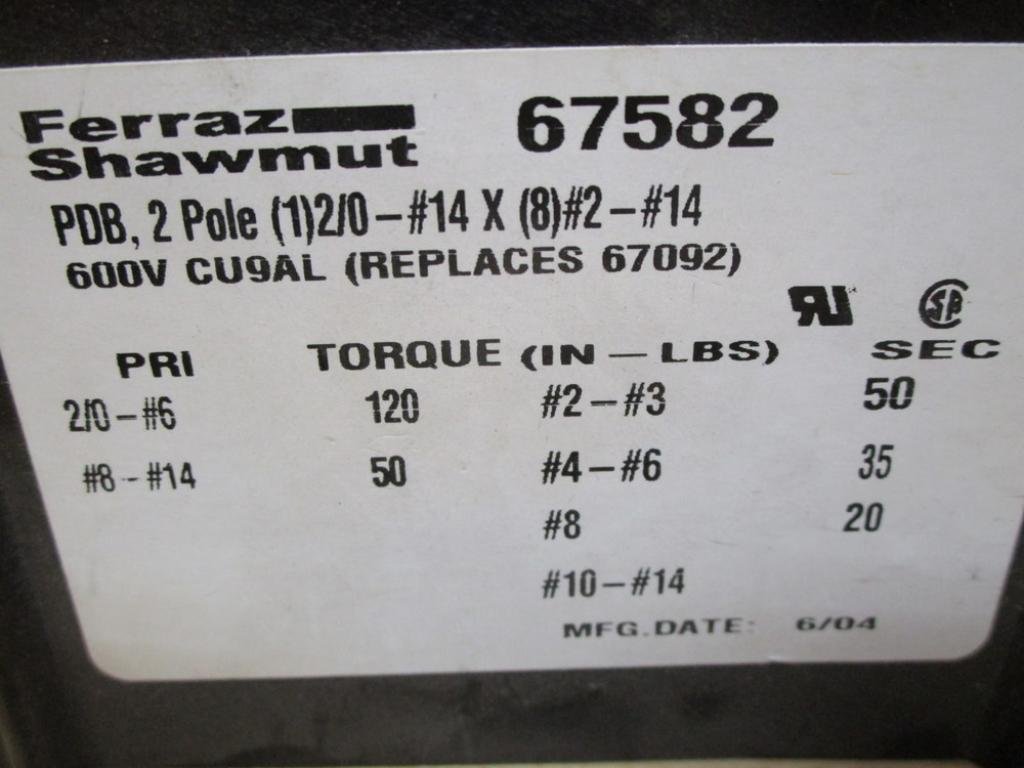 Ferraz 67582
Shawmut
PDB, 2 Pole (1)2/0-#14 X (8)#2-#14
600V CU9AL (REPLACES 67092)
RU SA
PRI TORQUE (IN-LBS) SEC
2/0-#6 120 #2-#3 50
#8-#14 50 #4-#6 35
#8 20
#10-#14
MFG.DATE: 6/04